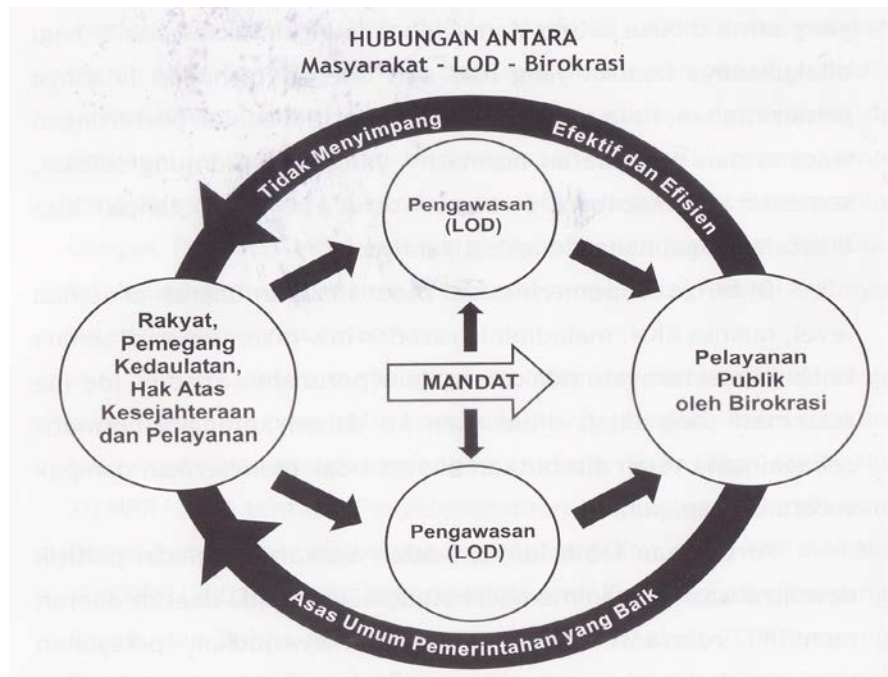 HUBUNGAN ANTARA
Masyarakat - LOD - Birokrasi
Tidak Menyimpang
Efektif dan Efisien
Pengawasan
(LOD)
Rakyat,
Pemegang
Kedaulatan,
Hak Atas
Kesejahteraan
dan Pelayanan
MANDAT
Pelayanan
Publik
oleh Birokrasi
Pengawasan
(LOD)
Asas Umum Pemerintahan yang Baik